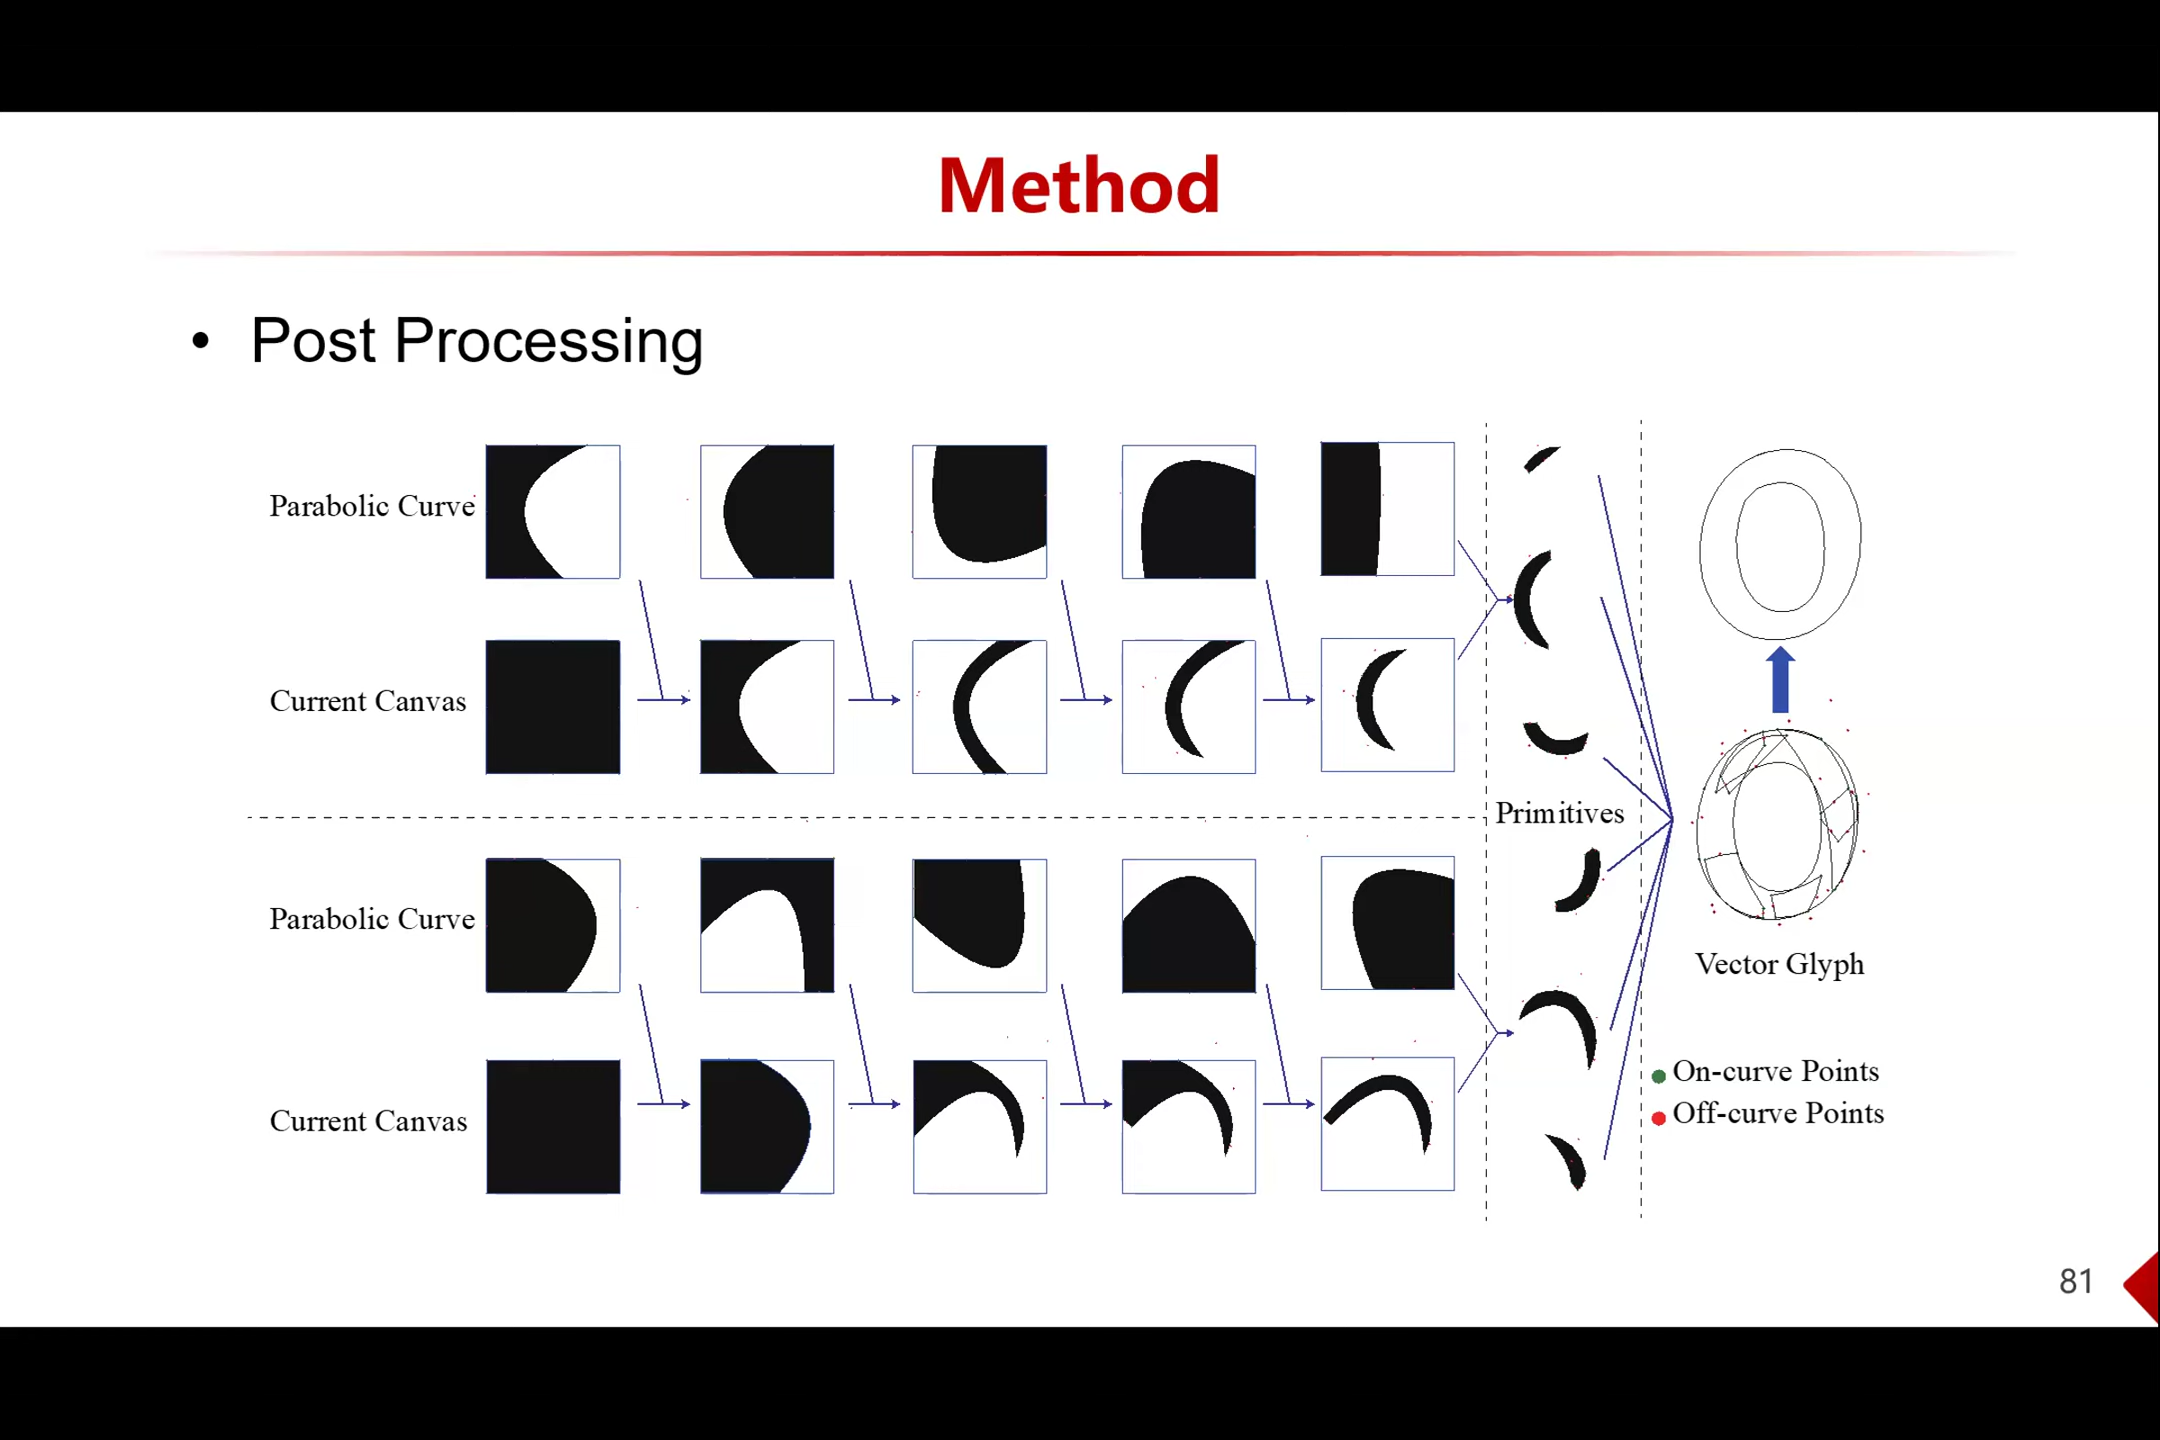 Method
• Post Processing
Parabolic Curve
Current Canvas
Primitives
Parabolic Curve
Vector Glyph
On-curve Points
Off-curve Points
Current Canvas
81